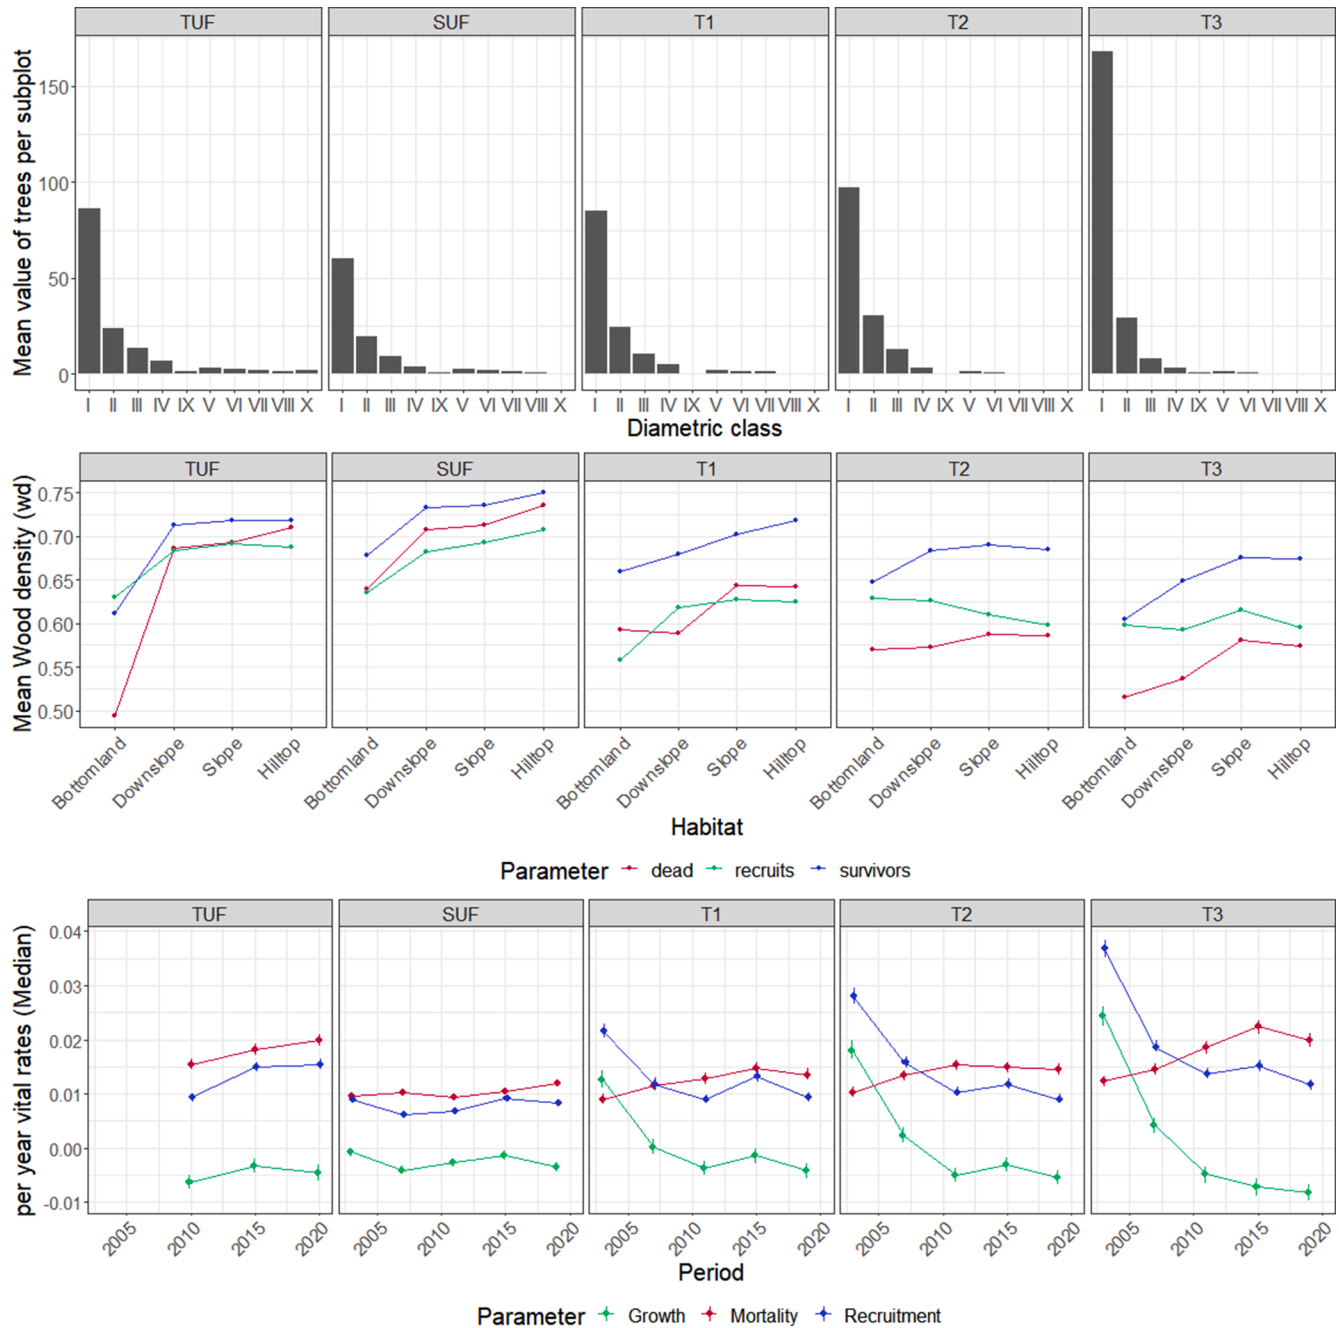 TUF SUF T1 T2 T3
Mean value of trees per subplot
150
100
50
0
I II III IV IX V VI VII VIII X I II III IV IX V VI VII VIII X I II III IV IX V VI VII VIII X I II III IV IX V VI VII VIII X I II III IV IX V VI VII VIII X
Diametric class
TUF SUF T1 T2 T3
Mean Wood density (wd)
0.75
0.70
0.65
0.60
0.55
0.50
Bottomland Downslope Slope Hilltop Bottomland Downslope Slope Hilltop Bottomland Downslope Slope Hilltop Bottomland Downslope Slope Hilltop Bottomland Downslope Slope Hilltop
Habitat
Parameter dead recruits survivors
TUF SUF T1 T2 T3
per year vital rates (Median)
0.04
0.03
0.02
0.01
0.00
-0.01
2005 2010 2015 2020 2005 2010 2015 2020 2005 2010 2015 2020 2005 2010 2015 2020 2005 2010 2015 2020
Period
Parameter Growth Mortality Recruitment